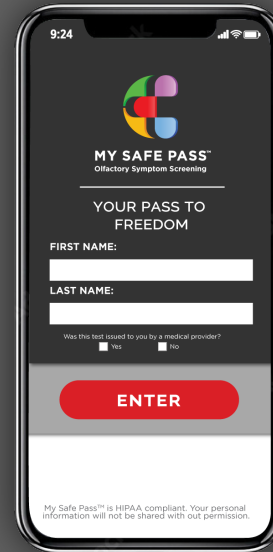 9:24
MY SAFE PASS™
Olfactory Symptom Screening
YOUR PASS TO
FREEDOM
FIRST NAME:
LAST NAME:
Was this test issued to you by a medical provider?
Yes No
ENTER
My Safe Pass™ is HIPAA compliant. Your personal
information will not be shared with out permission.